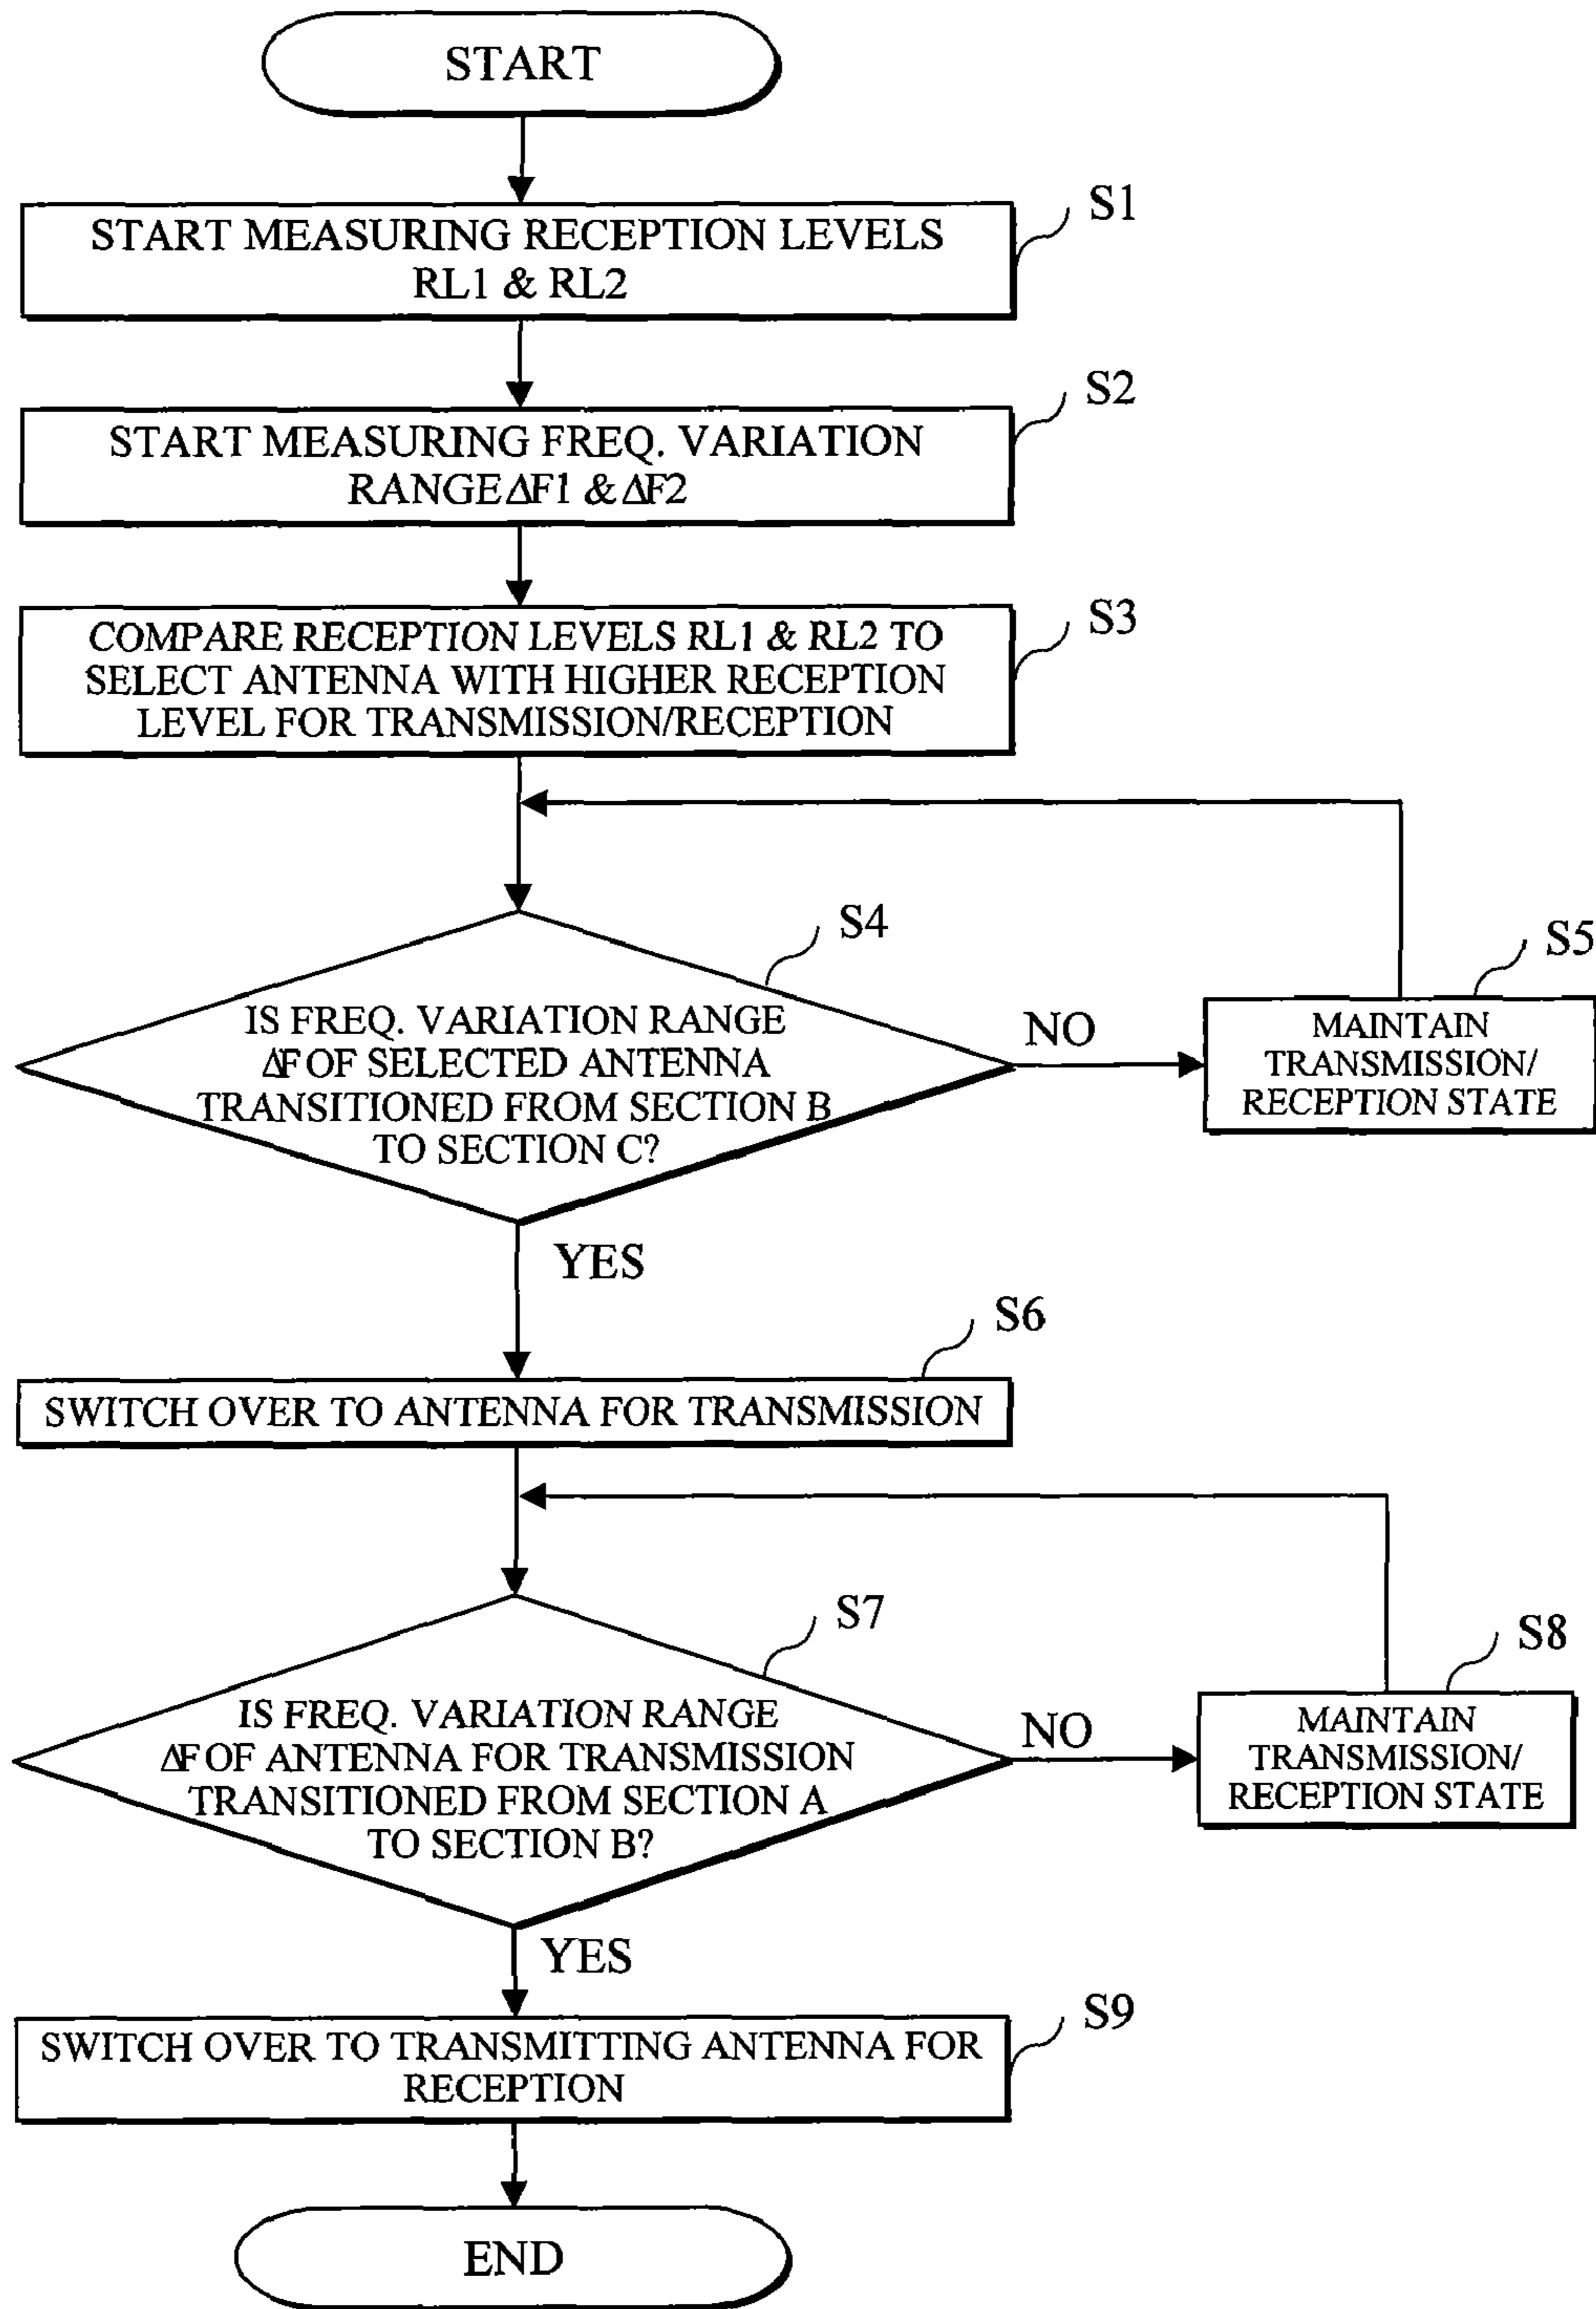 START
S1
START MEASURING RECEPTION LEVELS
RL1 & RL2
S2
START MEASURING FREQ. VARIATION
RANGE ΔF1 & ΔF2
S3
COMPARE RECEPTION LEVELS RL1 & RL2 TO
SELECT ANTENNA WITH HIGHER RECEPTION
LEVEL FOR TRANSMISSION/RECEPTION
S4
IS FREQ. VARIATION RANGE
ΔF OF SELECTED ANTENNA
TRANSITIONED FROM SECTION B
TO SECTION C?
NO
S5
MAINTAIN
TRANSMISSION/
RECEPTION STATE
YES
S6
SWITCH OVER TO ANTENNA FOR TRANSMISSION
S7
IS FREQ. VARIATION RANGE
ΔF OF ANTENNA FOR TRANSMISSION
TRANSITIONED FROM SECTION A
TO SECTION B?
NO
S8
MAINTAIN
TRANSMISSION/
RECEPTION STATE
YES
S9
SWITCH OVER TO TRANSMITTING ANTENNA FOR
RECEPTION
END